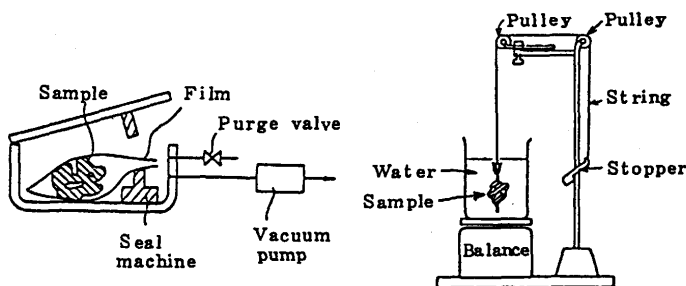 Sample
Film
Purge valve
Seal
machine
Vacuum
pump
Pulley
Pulley
String
Water
Stopper
Sample
Balance